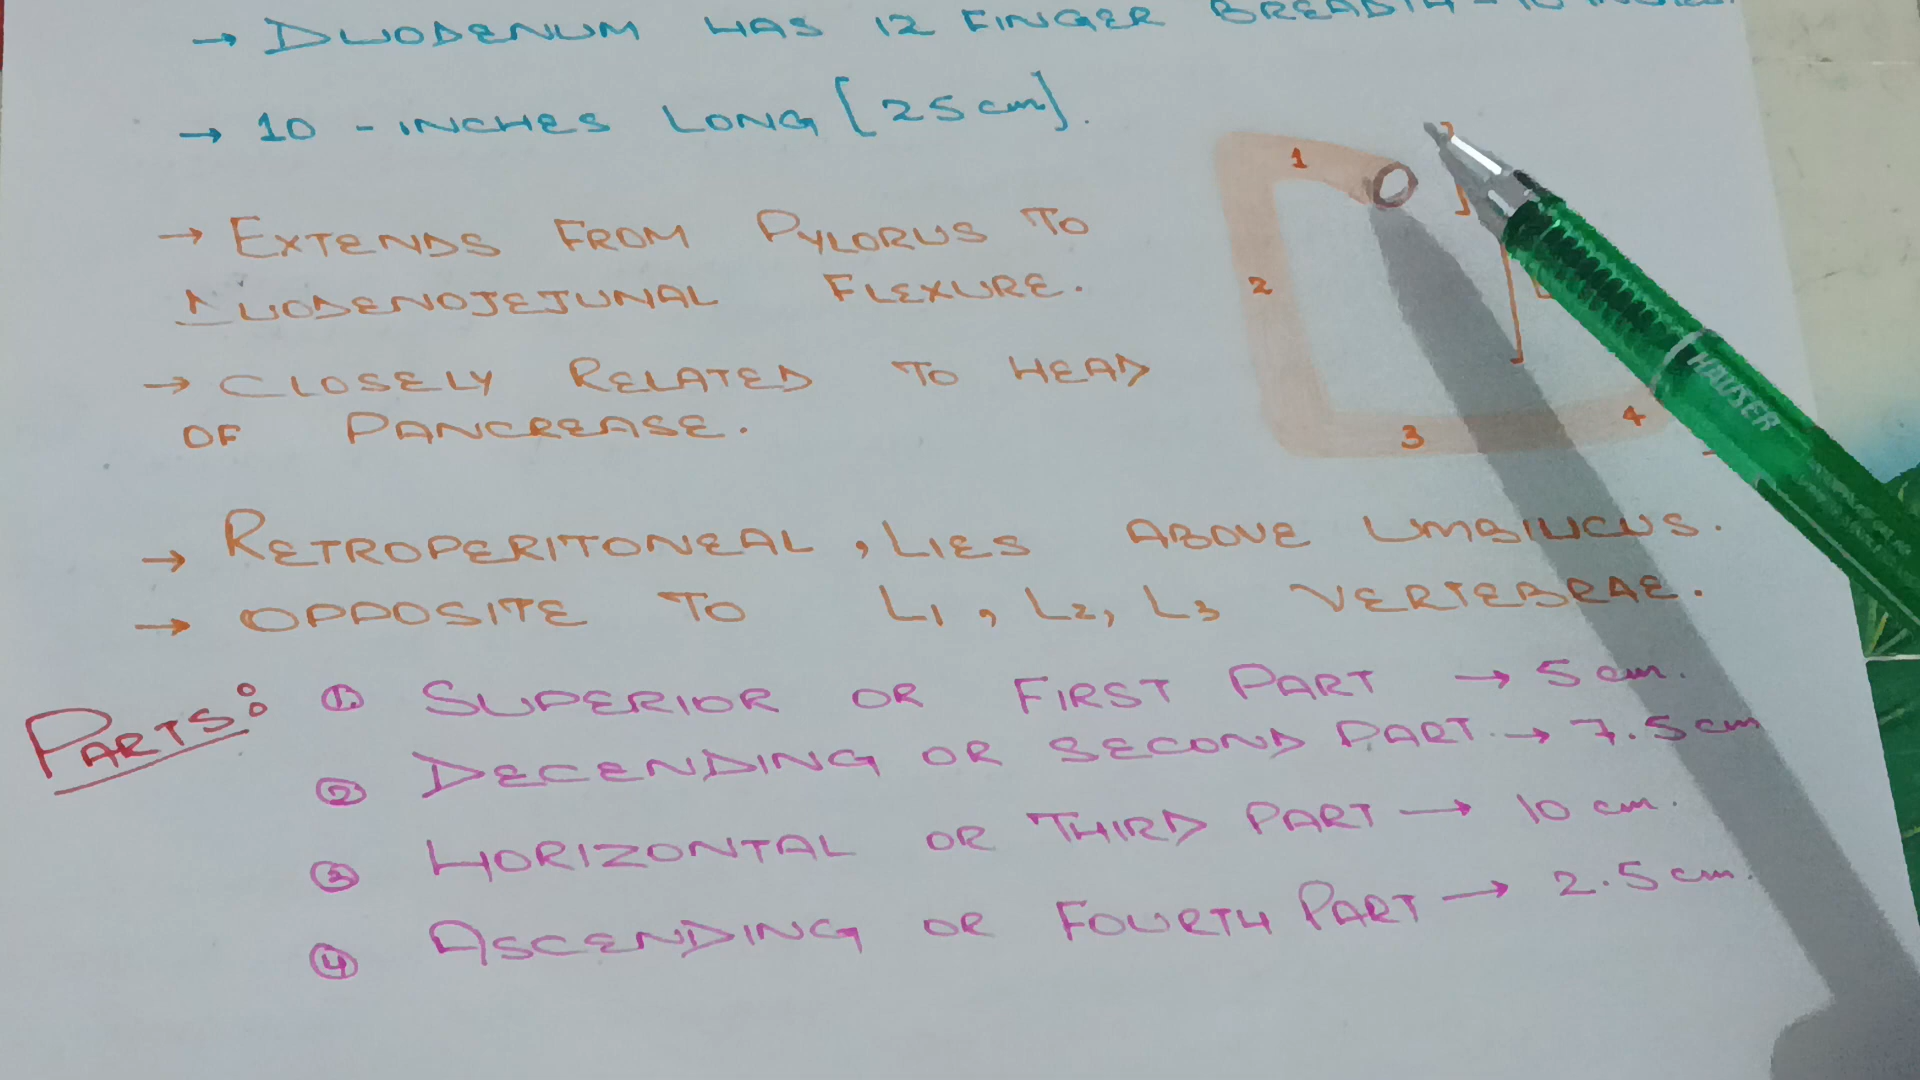 → DUODENUM HAS 12 FINGER BREADTH
→ 10 - INCHES LONG [25 cm].
→ EXTENDS FROM PYLORUS TO
DUODENOJEJUNAL FLEXURE.
→ CLOSELY RELATED TO HEAD
OF PANCREASE.
→ RETROPERITONEAL, LIES ABOVE UMBILICUS.
→ OPPOSITE TO L1, L2, L3 VERTEBRAE.
PARTS:
① SUPERIOR OR FIRST PART → 5 cm.
② DECENDING OR SECOND PART. → 7.5 cm
③ HORIZONTAL OR THIRD PART → 10 cm.
④ ASCENDING OR FOURTH PART → 2.5 cm.
1
2
3
4
HAUSER